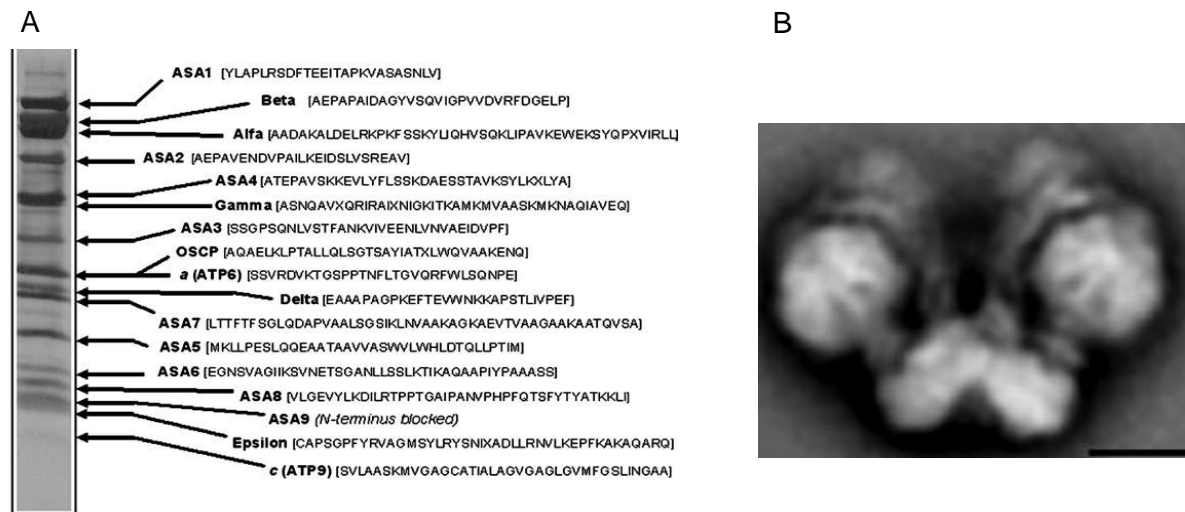 A
B
ASA1 [YLAPLRSDFTEEITAPKVASASNLV]
Beta [AEPAPAIDAGYVSQVIGPVVDVRFDGELP]
Alfa [AADAKALDELRKPKFSSKYLIQHVSQKLIPAVKEWEKSYQPXVIRLL]
ASA2 [AEPAVENDVPAILKEIDSLVSREAV]
ASA4 [ATEPAVSKKEVLYFLSSKDAESSTAVKSYLKXLYA]
Gamma [ASNQAVXQRIRAIXNIGKITKAMKMVAASKMKNAQIAVEQ]
ASA3 [SSGPSQNLVSTFANKVIVEENLVNVAEIDVPF]
OSCP [AQAELKLPTALLQLSGTSAYIATXLWQVAAKENQ]
a (ATP6) [SSVRDVKTGSPPTNFLTGVQRFWLSQNPE]
Delta [EAAAPAGPKEFTEVWNKKAPSTLIVPEF]
ASA7 [LTTFTFSGLQDAPVAALSGSIKLNVAAKAGKAEVTVAAGAAKAATQVSA]
ASA5 [MKLLPESLQQEAATAAVVASWVLWHLDTQLLPTIM]
ASA6 [EGNSVAGIIKSVNETSGANLLSSLKTIKAQAAPIYPAAASS]
ASA8 [VLGEVYLKDILRTPPTGAIPANVPHPFQTSFYTYATKKLI]
ASA9 (N-terminus blocked)
Epsilon [CAPSGPFYRVAGMSYLRYSNIXADLLRNVLKEPFKAKAQARQ]
c (ATP9) [SVLAASKMVGAGCATIALAGVGAGLGVMFGSLINGAA]